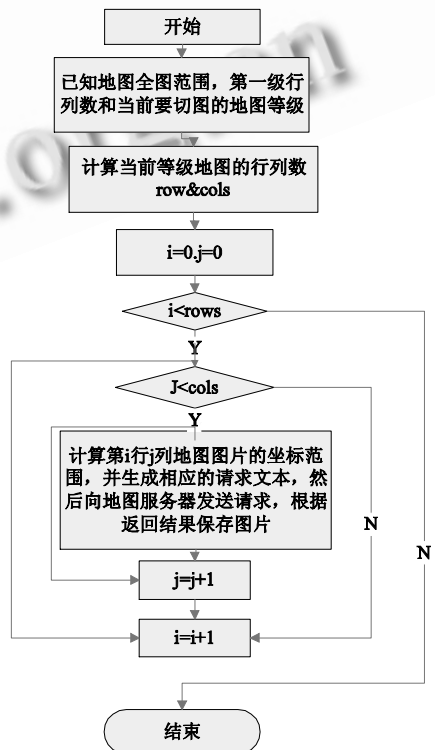 开始
已知地图全图范围，第一级行
列数和当前要切图的地图等级
计算当前等级地图的行列数
row&cols
i=0.j=0
i<rows
Y
J<cols
Y
计算第i行j列地图图片的坐标范
围，并生成相应的请求文本，然
后向地图服务器发送请求，根据
返回结果保存图片
N
N
j=j+1
i=i+1
结束